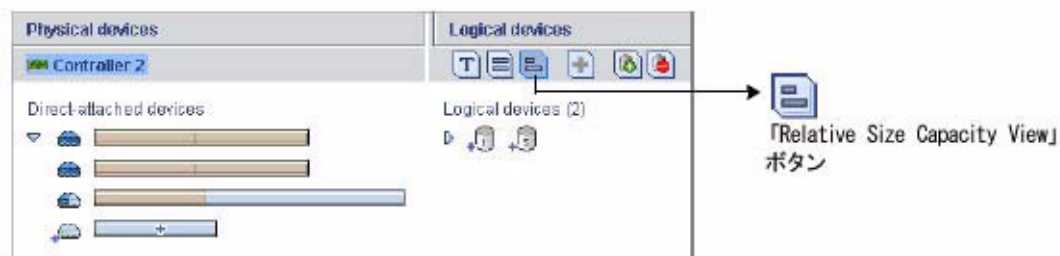 Physical devices
Logical devices
Controller 2
T
Direct-attached devices
Logical devices (2)
「Relative Size Capacity View」
ボタン